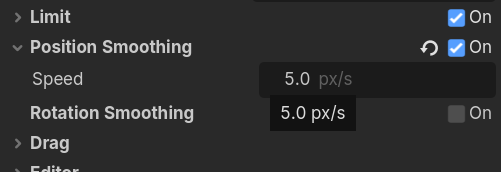 Limit On
Position Smoothing On
Speed 5.0 px/s
Rotation Smoothing 5.0 px/s On
Drag
Editor